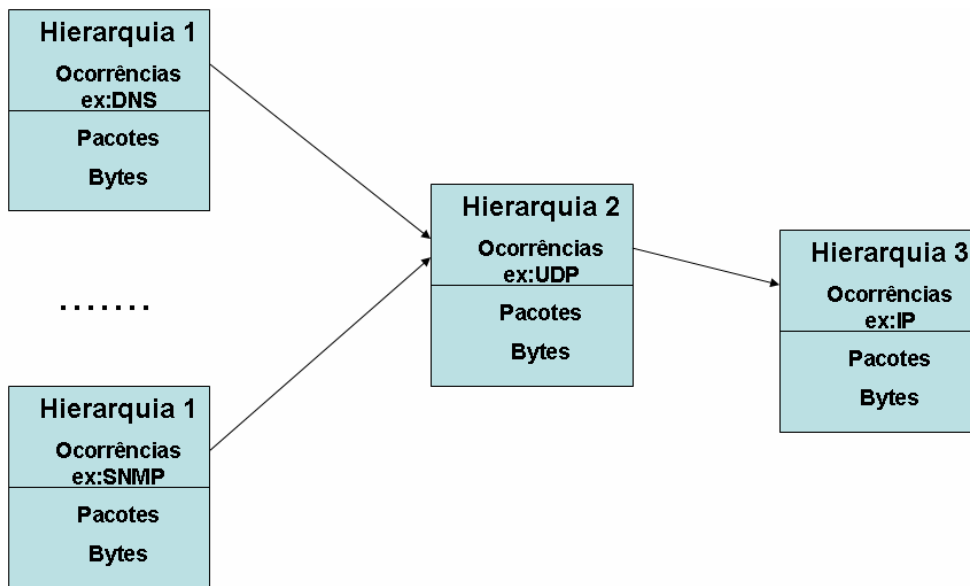 Hierarquia 1
Ocorrências
ex:DNS
Pacotes
Bytes
.......
Hierarquia 1
Ocorrências
ex:SNMP
Pacotes
Bytes
Hierarquia 2
Ocorrências
ex:UDP
Pacotes
Bytes
Hierarquia 3
Ocorrências
ex:IP
Pacotes
Bytes